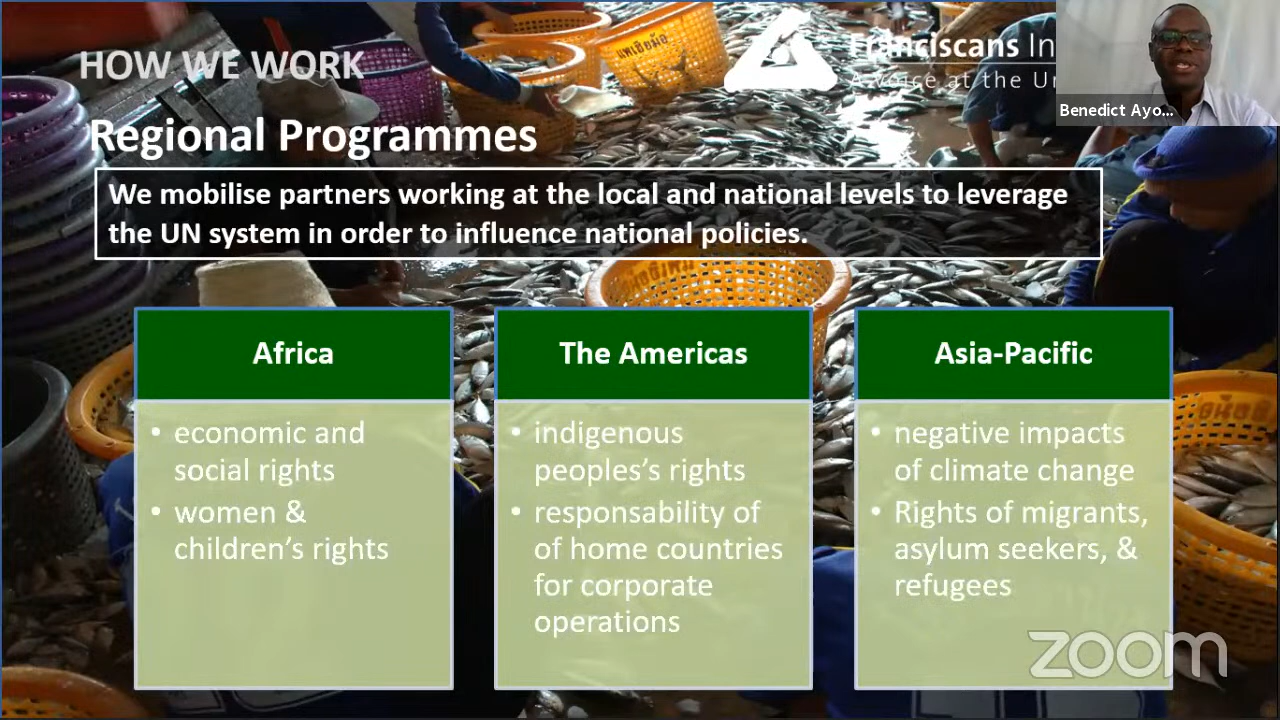 HOW WE WORK
Franciscans In
A voice at the Un
Benedict Ayo...
Regional Programmes
We mobilise partners working at the local and national levels to leverage
the UN system in order to influence national policies.
Africa
• economic and
social rights
• women &
children's rights
The Americas
• indigenous
peoples's rights
• responsability of
of home countries
for corporate
operations
Asia-Pacific
• negative impacts
of climate change
• Rights of migrants,
asylum seekers, &
refugees
zoom